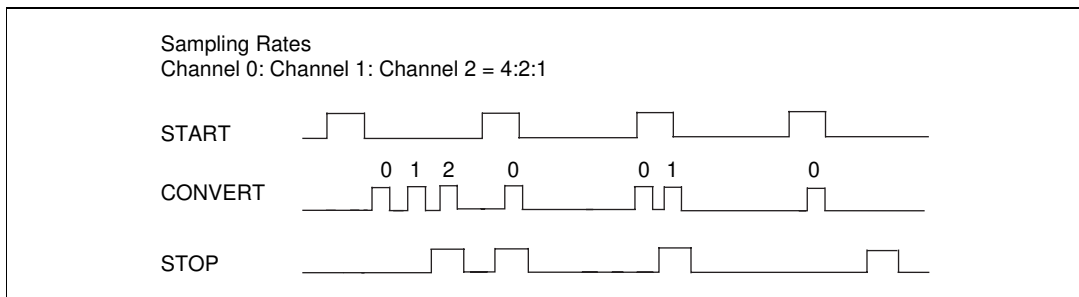 Sampling Rates
Channel 0: Channel 1: Channel 2 = 4:2:1
START
0 1 2 0 0 1 0
CONVERT
STOP